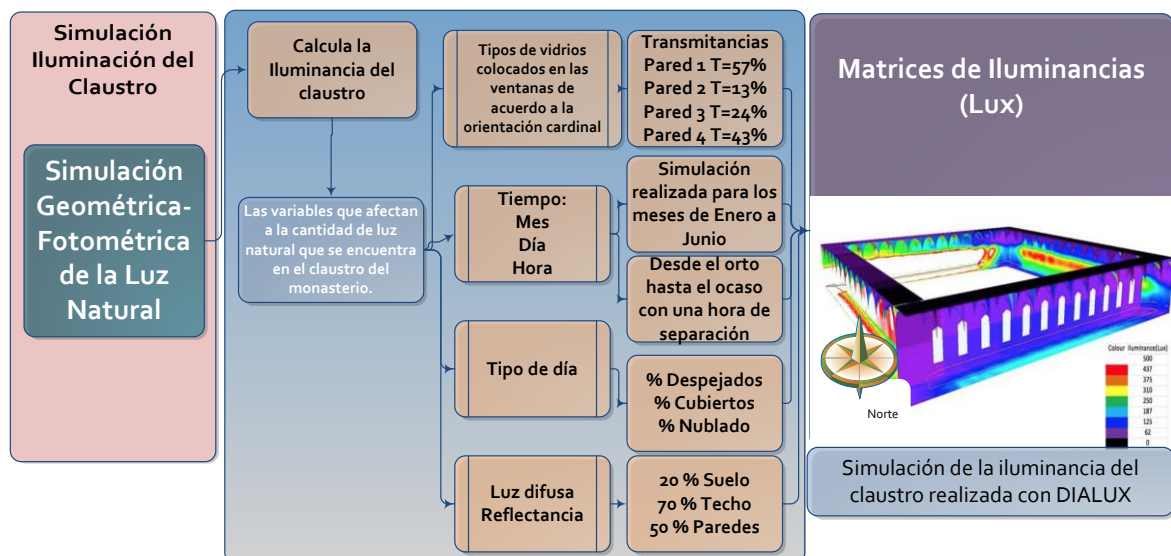 Simulación
Iluminación del
Claustro
Simulación
Geométrica-
Fotométrica
de la Luz
Natural
Calcula la
Iluminancia del
claustro
Las variables que afectan
a la cantidad de luz
natural que se encuentra
en el claustro del
monasterio.
Tipos de vidrios
colocados en las
ventanas de
acuerdo a la
orientación cardinal
Transmitancias
Pared 1 T=57%
Pared 2 T=13%
Pared 3 T=24%
Pared 4 T=43%
Tiempo:
Mes
Día
Hora
Simulación
realizada para los
meses de Enero a
Junio
Desde el orto
hasta el ocaso
con una hora de
separación
Tipo de día
% Despejados
% Cubiertos
% Nublado
Luz difusa
Reflectancia
20 % Suelo
70 % Techo
50 % Paredes
Matrices de Iluminancias
(Lux)
Norte
Colour Iluminance(Lux)
500
437
375
310
250
187
125
62
0
Simulación de la iluminancia del
claustro realizada con DIALUX